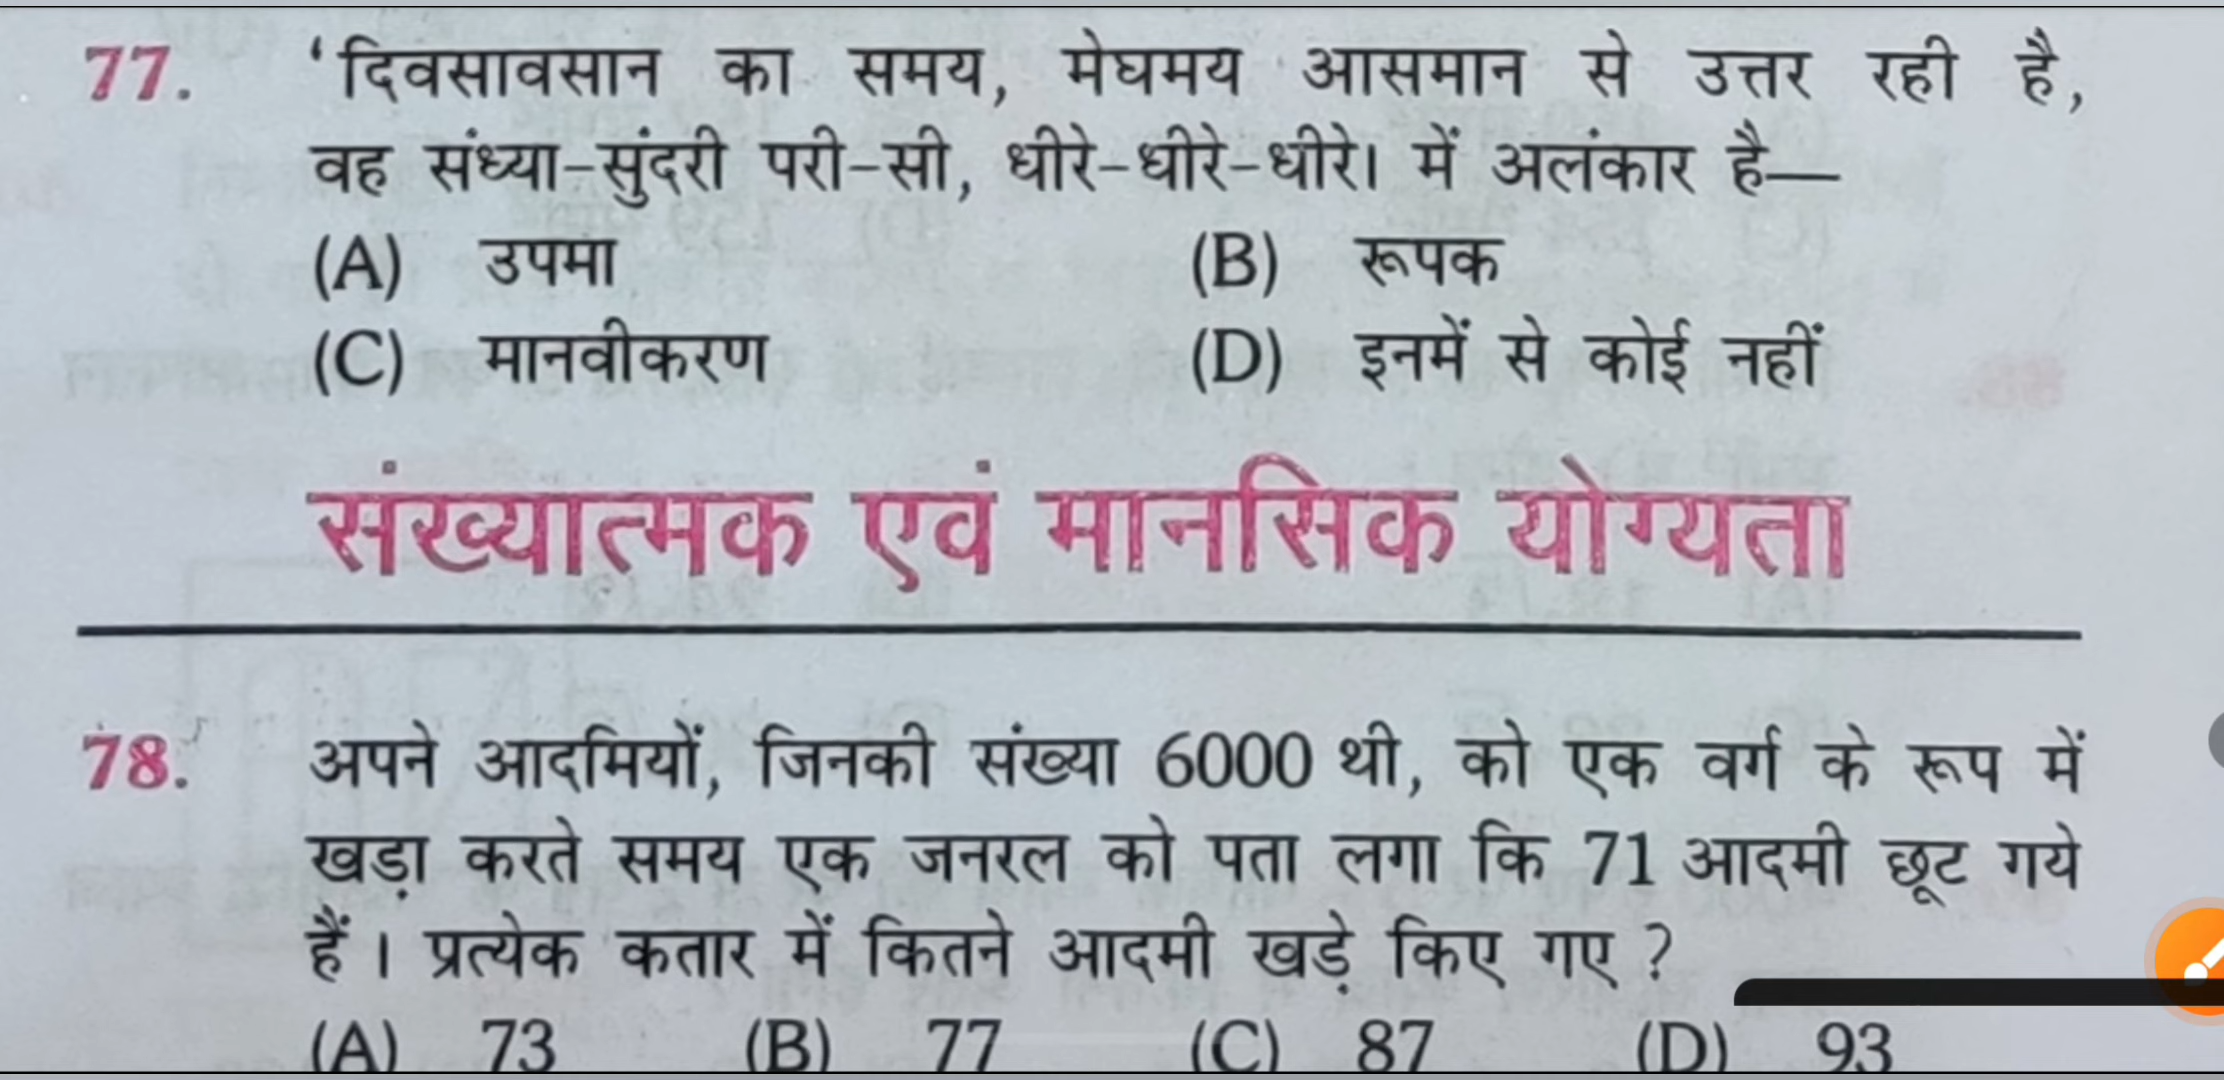 77. 'दिवसावसान का समय, मेघमय आसमान से उत्तर रही है,
वह संध्या-सुंदरी परी-सी, धीरे-धीरे-धीरे। में अलंकार है—
(A) उपमा (B) रूपक
(C) मानवीकरण (D) इनमें से कोई नहीं
संख्यात्मक एवं मानसिक योग्यता
78. अपने आदमियों, जिनकी संख्या 6000 थी, को एक वर्ग के रूप में
खड़ा करते समय एक जनरल को पता लगा कि 71 आदमी छूट गये
हैं। प्रत्येक कतार में कितने आदमी खड़े किए गए ?
(A) 73 (B) 77 (C) 87 (D) 93